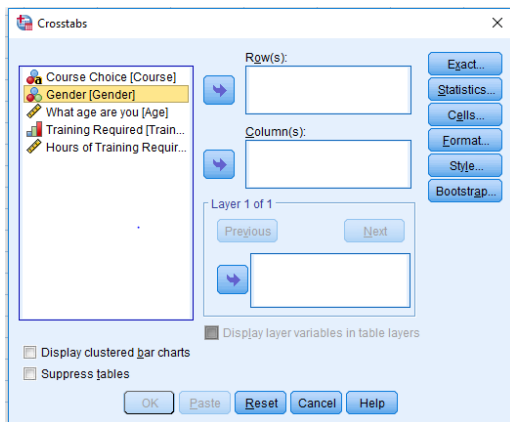 Crosstabs
Course Choice [Course]
Gender [Gender]
What age are you [Age]
Training Required [Train...
Hours of Training Requir...
Row(s):
Column(s):
Layer 1 of 1
Previous
Next
Display layer variables in table layers
Exact...
Statistics...
Cells...
Format...
Style...
Bootstrap...
Display clustered bar charts
Suppress tables
OK
Paste
Reset
Cancel
Help